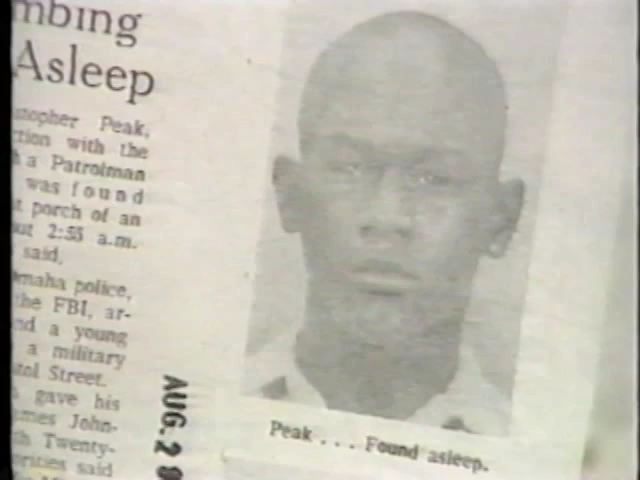 mbing
Asleep
stopher Peak,
ction with the
a Patrolman
was found
t porch of an
ut 2:55 a.m.
said.
maha police,
the FBI, ar-
nd a young
a military
tol Street.
gave his
mes John-
h Twenty-
orities said
AUG. 2 8
Peak . . . Found asleep.